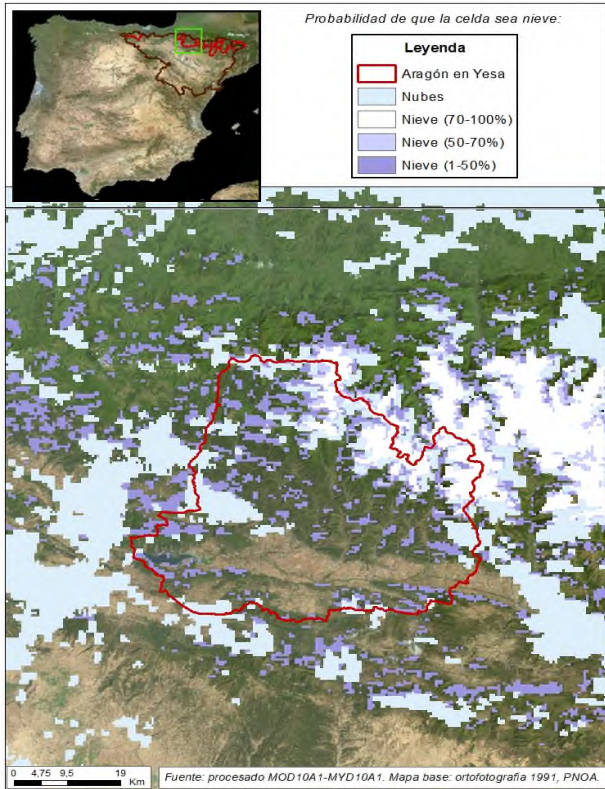 Probabilidad de que la celda sea nieve:
Leyenda
Aragón en Yesa
Nubes
Nieve (70-100%)
Nieve (50-70%)
Nieve (1-50%)
0 4,75 9,5 19
Km
Fuente: procesado MOD10A1-MYD10A1. Mapa base: ortofotografía 1991, PNOA.